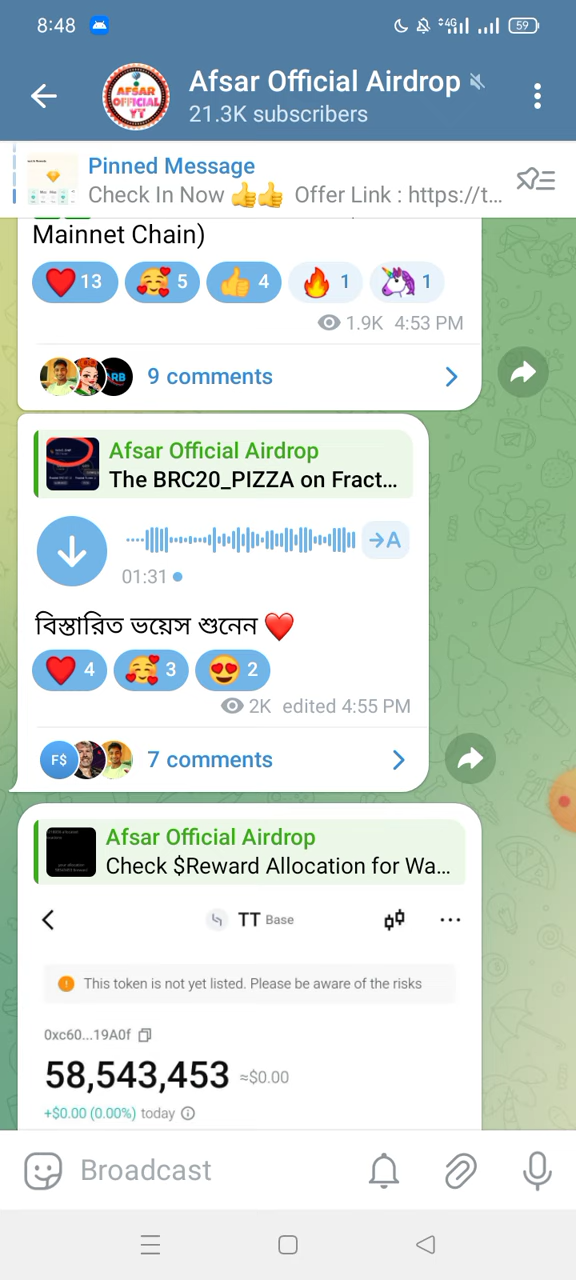 8:48
4G
59
AFSAR
OFFICIAL
YT
Afsar Official Airdrop
21.3K subscribers
Pinned Message
Check In Now 👍👍 Offer Link : https://t...
Mainnet Chain)
❤️ 13 🥰 5 👍 4 🔥 1 🦄 1
1.9K 4:53 PM
RB
9 comments
Afsar Official Airdrop
The BRC20_PIZZA on Fract...
→A
01:31
বিস্তারিত ভয়েস শুনেন ❤️
❤️ 4 🥰 3 😍 2
2K edited 4:55 PM
F$
7 comments
Afsar Official Airdrop
Check $Reward Allocation for Wa...
TT Base
This token is not yet listed. Please be aware of the risks
0xc60...19A0f
58,543,453 ≈$0.00
+$0.00 (0.00%) today
Broadcast